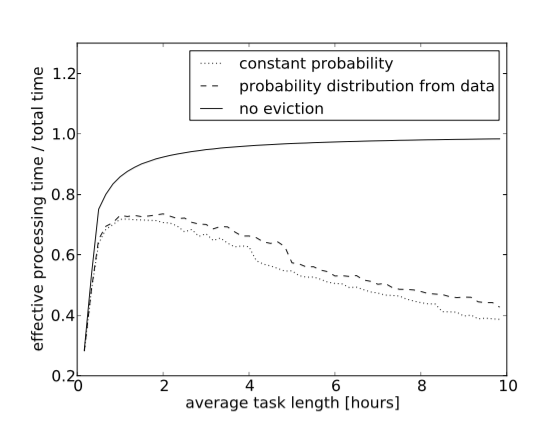 effective processing time / total time
1.2
1.0
0.8
0.6
0.4
0.2
constant probability
probability distribution from data
no eviction
0 2 4 6 8 10
average task length [hours]